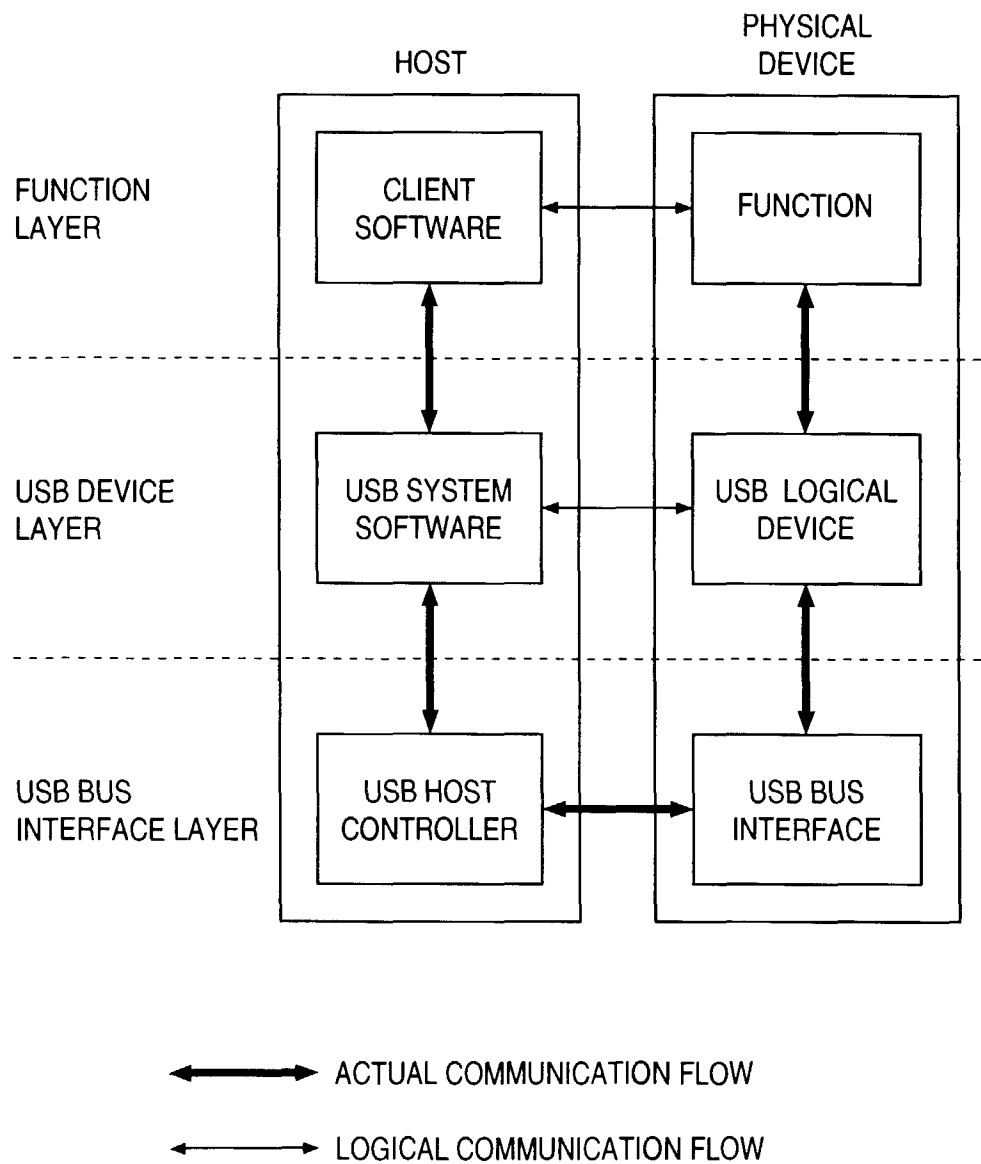 HOST
PHYSICAL
DEVICE
FUNCTION
LAYER
CLIENT
SOFTWARE
FUNCTION
USB DEVICE
LAYER
USB SYSTEM
SOFTWARE
USB LOGICAL
DEVICE
USB BUS
INTERFACE LAYER
USB HOST
CONTROLLER
USB BUS
INTERFACE
ACTUAL COMMUNICATION FLOW
LOGICAL COMMUNICATION FLOW